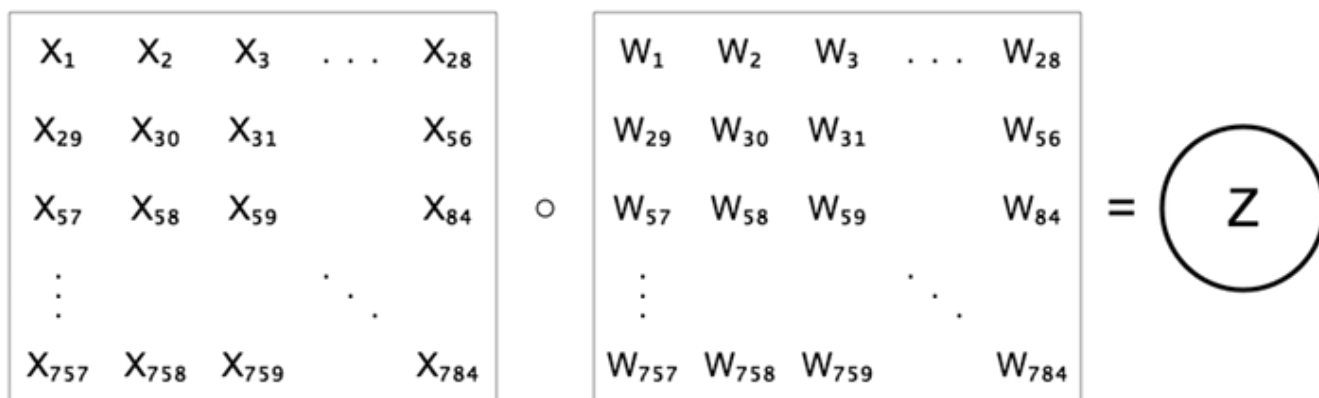 X₁ X₂ X₃ . . . X₂₈ W₁ W₂ W₃ . . . W₂₈
X₂₉ X₃₀ X₃₁ X₅₆ W₂₉ W₃₀ W₃₁ W₅₆
X₅₇ X₅₈ X₅₉ X₈₄ ∘ W₅₇ W₅₈ W₅₉ W₈₄ = Z
⋮ ⋱ ⋮ ⋱
X₇₅₇ X₇₅₈ X₇₅₉ X₇₈₄ W₇₅₇ W₇₅₈ W₇₅₉ W₇₈₄